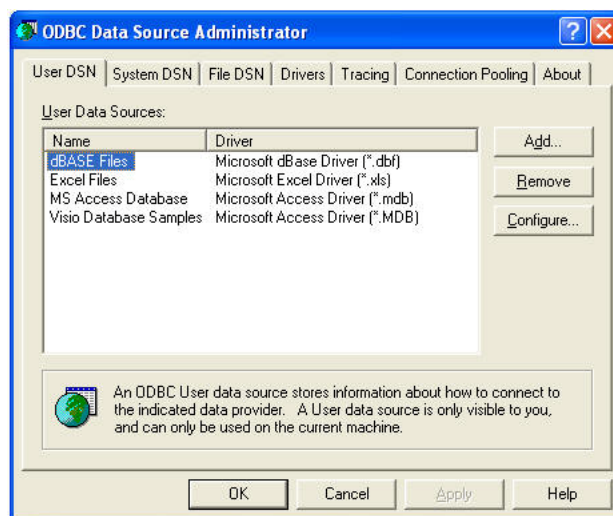 ODBC Data Source Administrator
User DSN System DSN File DSN Drivers Tracing Connection Pooling About
User Data Sources:
Name Driver
dBASE Files Microsoft dBase Driver (*.dbf)
Excel Files Microsoft Excel Driver (*.xls)
MS Access Database Microsoft Access Driver (*.mdb)
Visio Database Samples Microsoft Access Driver (*.MDB)
Add...
Remove
Configure...
An ODBC User data source stores information about how to connect to
the indicated data provider. A User data source is only visible to you,
and can only be used on the current machine.
OK Cancel Apply Help